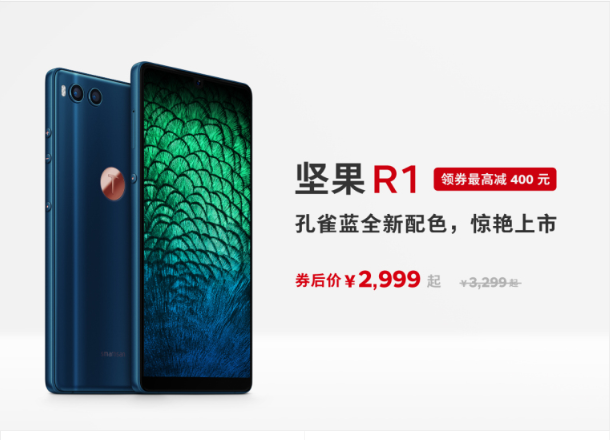 坚果 R1 领券最高减 400 元
孔雀蓝全新配色，惊艳上市
券后价 ¥2,999 起 ¥3,299 起